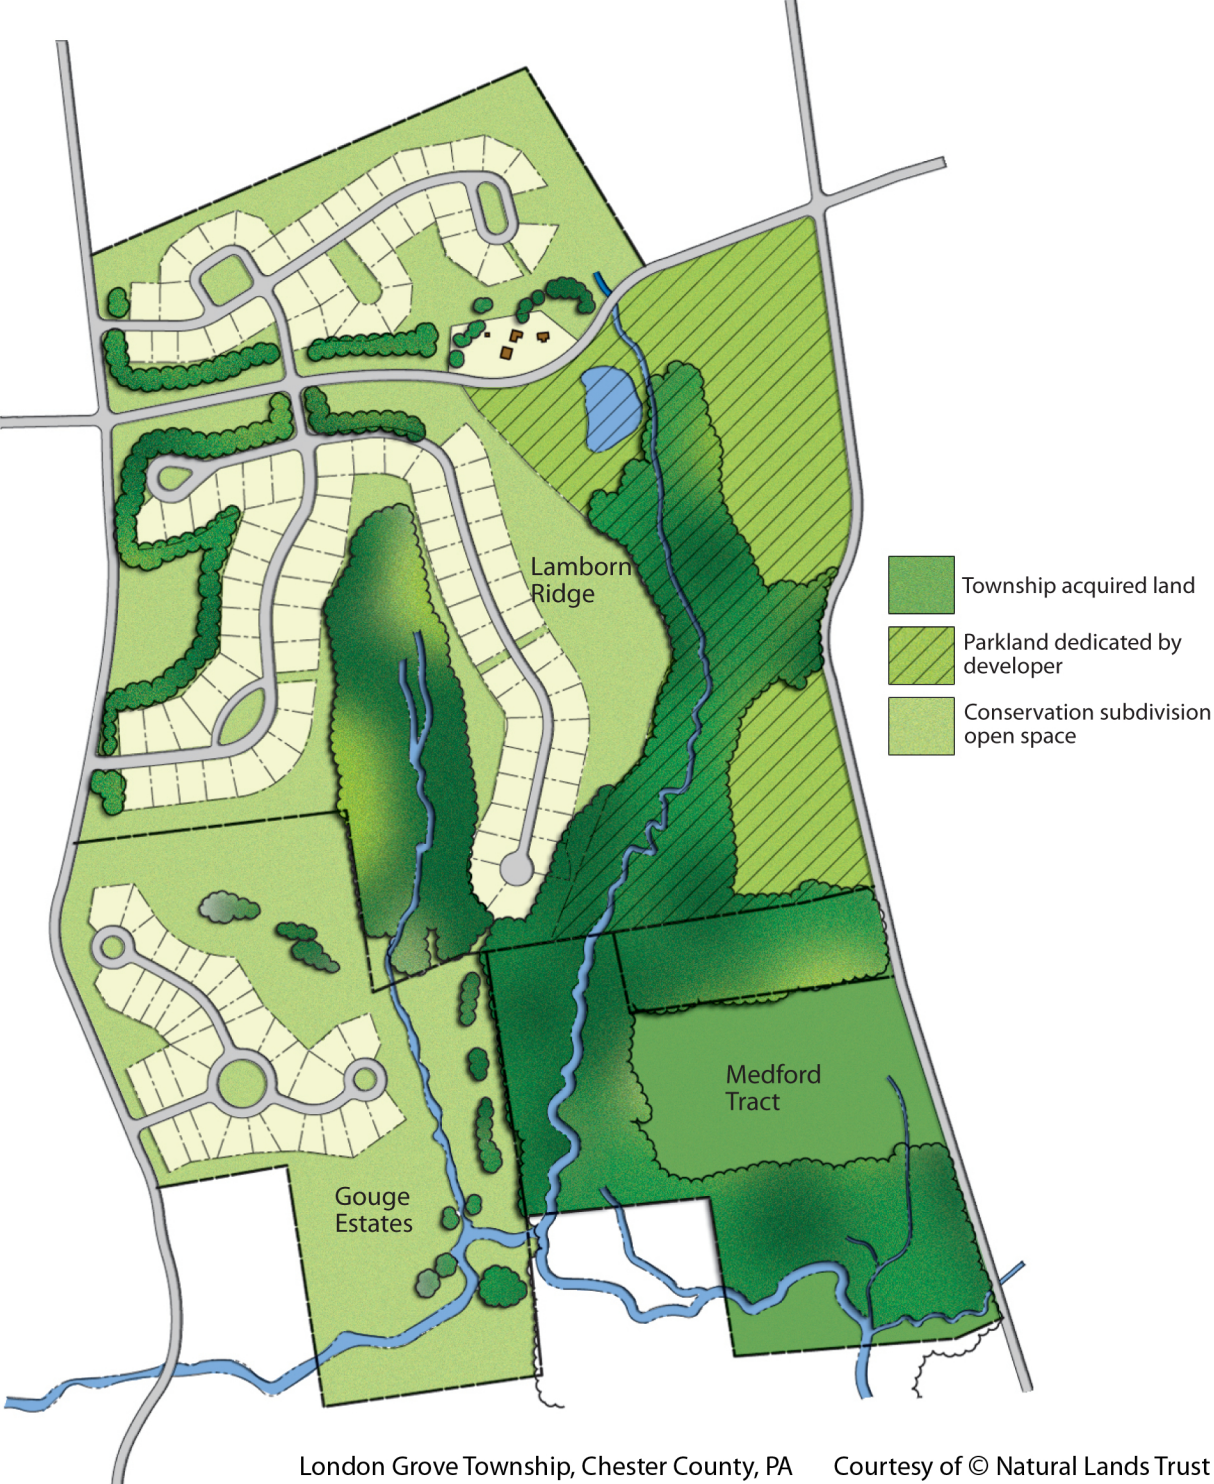 Lamborn
Ridge
Township acquired land
Parkland dedicated by
developer
Conservation subdivision
open space
Medford
Tract
Gouge
Estates
London Grove Township, Chester County, PA Courtesy of © Natural Lands Trust